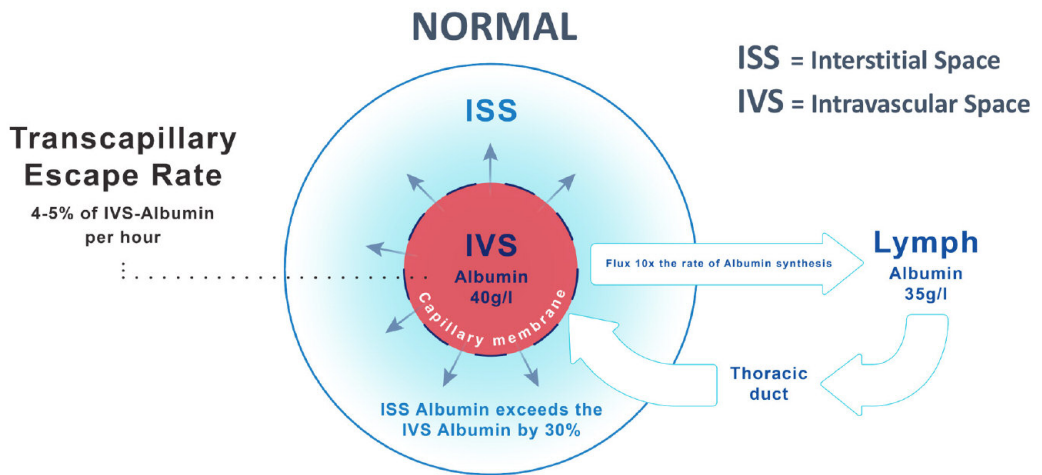 NORMAL
ISS = Interstitial Space
IVS = Intravascular Space
Transcapillary
Escape Rate
4-5% of IVS-Albumin
per hour
ISS
IVS
Albumin
40g/l
Capillary membrane
ISS Albumin exceeds the
IVS Albumin by 30%
Flux 10x the rate of Albumin synthesis
Lymph
Albumin
35g/l
Thoracic
duct